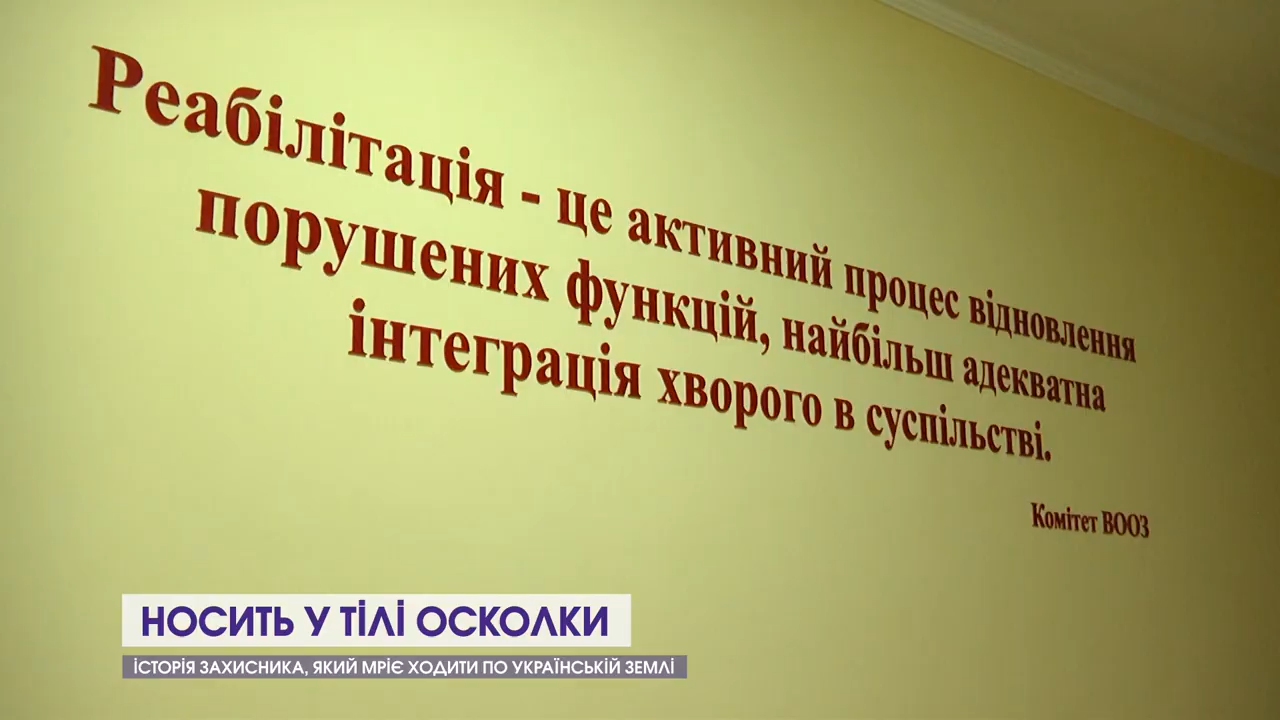 Реабілітація - це активний процес відновлення
порушених функцій, найбільш адекватна
інтеграція хворого в суспільстві.
Комітет ВООЗ
НОСИТЬ У ТІЛІ ОСКОЛКИ
ІСТОРІЯ ЗАХИСНИКА, ЯКИЙ МРІЄ ХОДИТИ ПО УКРАЇНСЬКІЙ ЗЕМЛІ